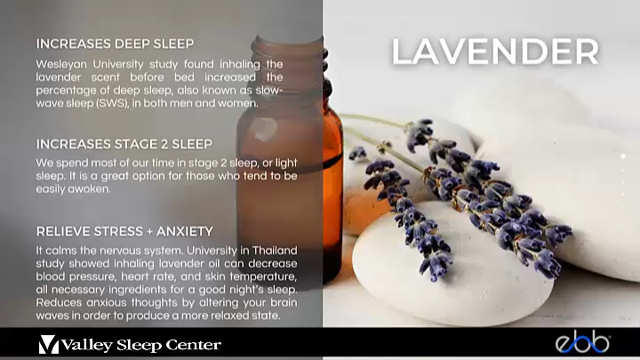 INCREASES DEEP SLEEP
Wesleyan University study found inhaling the
lavender scent before bed increased the
percentage of deep sleep, also known as slow-
wave sleep (SWS), in both men and women.
INCREASES STAGE 2 SLEEP
We spend most of our time in stage 2 sleep, or light
sleep. It is a great option for those who tend to be
easily awoken.
RELIEVE STRESS + ANXIETY
It calms the nervous system. University in Thailand
study showed inhaling lavender oil can decrease
blood pressure, heart rate, and skin temperature,
all necessary ingredients for a good night's sleep.
Reduces anxious thoughts by altering your brain
waves in order to produce a more relaxed state.
LAVENDER
Valley Sleep Center
ebb